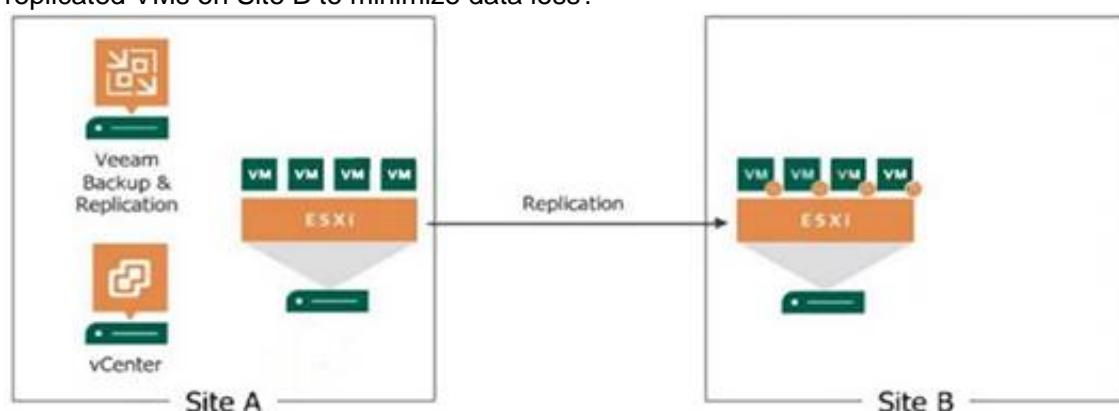 replicated VMs on Site B to minimize data loss?
Veeam
Backup &
Replication
VM VM VM VM
ESXi
Replication
VM VM VM VM
ESXi
vCenter
Site A
Site B